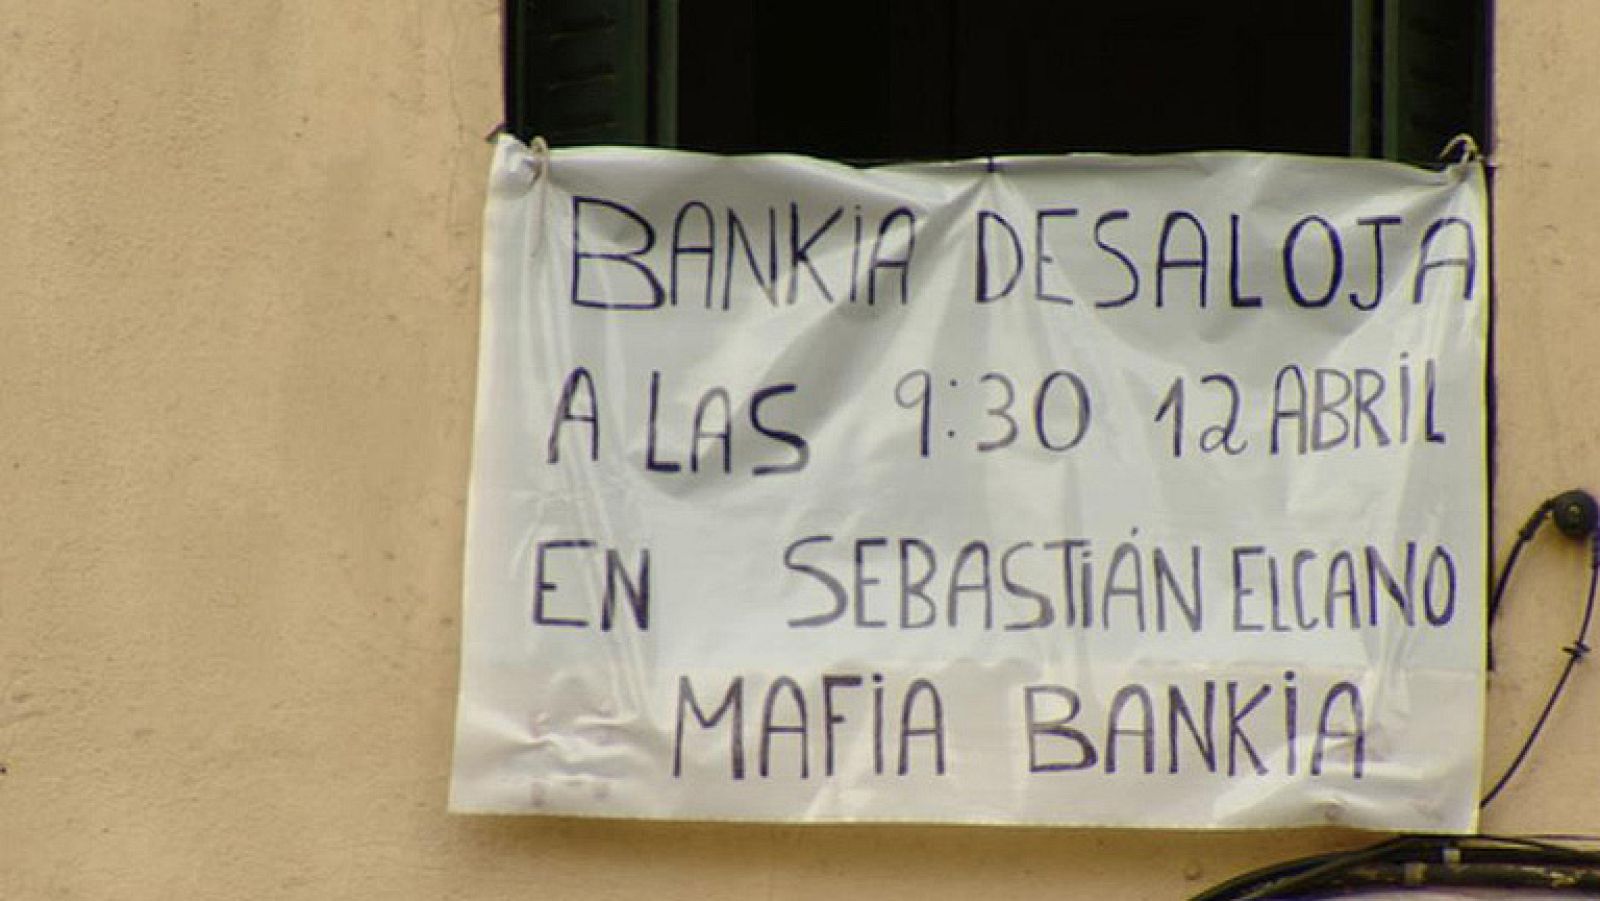 BANKiA DESALOJA
A LAS 9:30 12 ABRiL
EN SEBASTiÁN ELCANO
MAFiA BANKiA